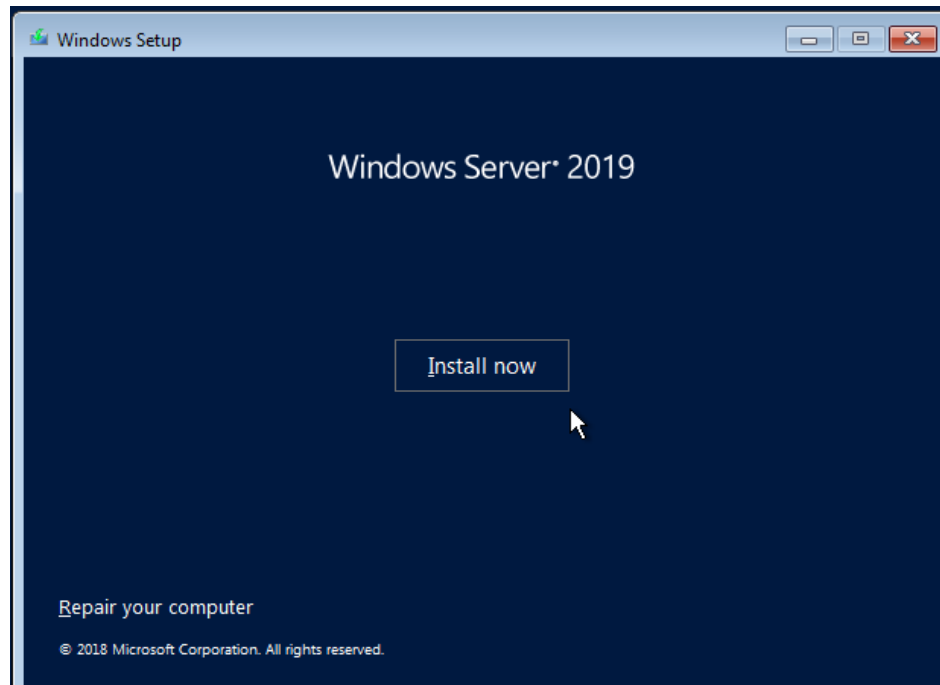 Windows Setup
Windows Server® 2019
Install now
Repair your computer
© 2018 Microsoft Corporation. All rights reserved.